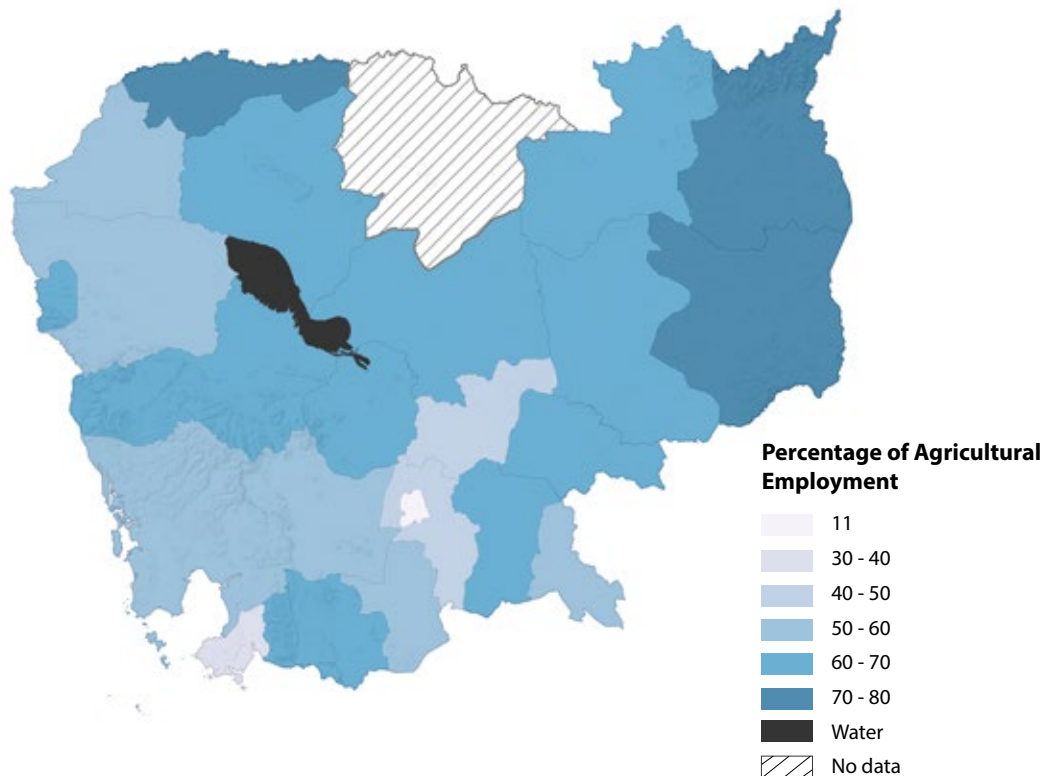 Percentage of Agricultural
Employment
11
30 - 40
40 - 50
50 - 60
60 - 70
70 - 80
Water
No data